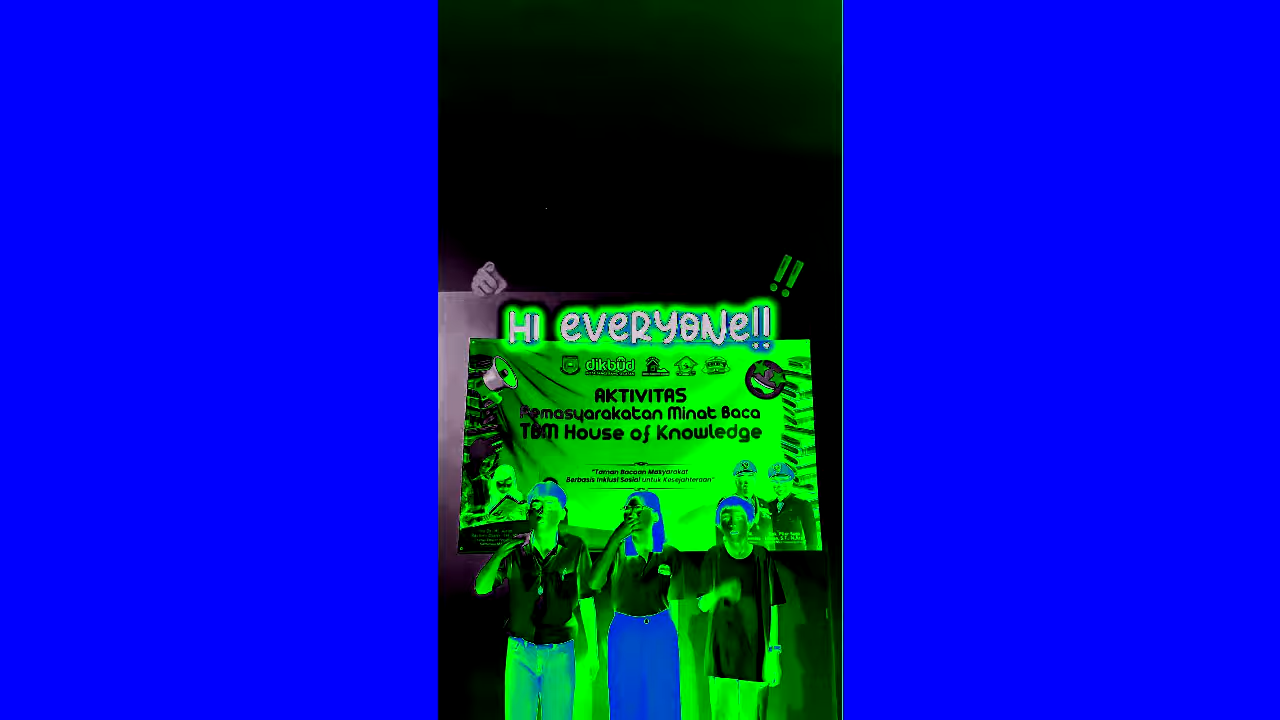 HI everyone!!
dikbud
AKTIVITAS
Pemasyarakatan Minat Baca
TBM House of Knowledge
"Taman Bacaan Masyarakat
Berbasis Inklusi Sosial untuk Kesejahteraan"